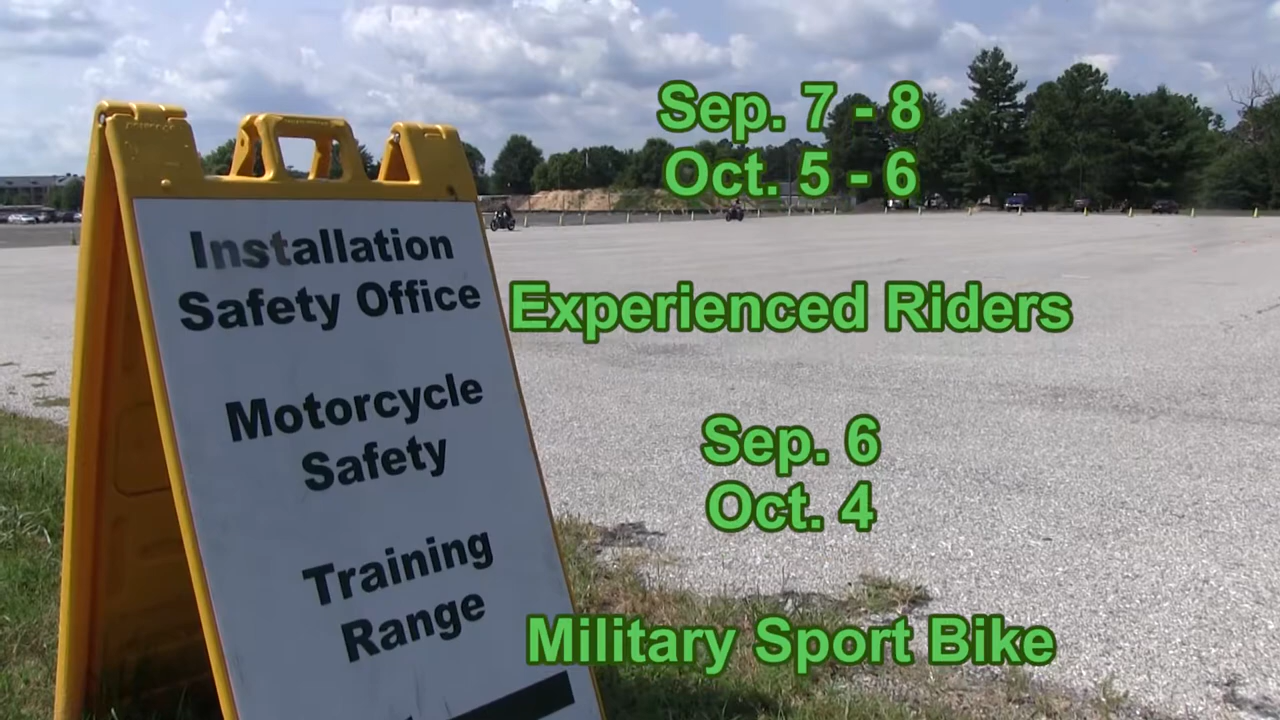 Installation
Safety Office
Motorcycle
Safety
Training
Range
Sep. 7 - 8
Oct. 5 - 6
Experienced Riders
Sep. 6
Oct. 4
Military Sport Bike